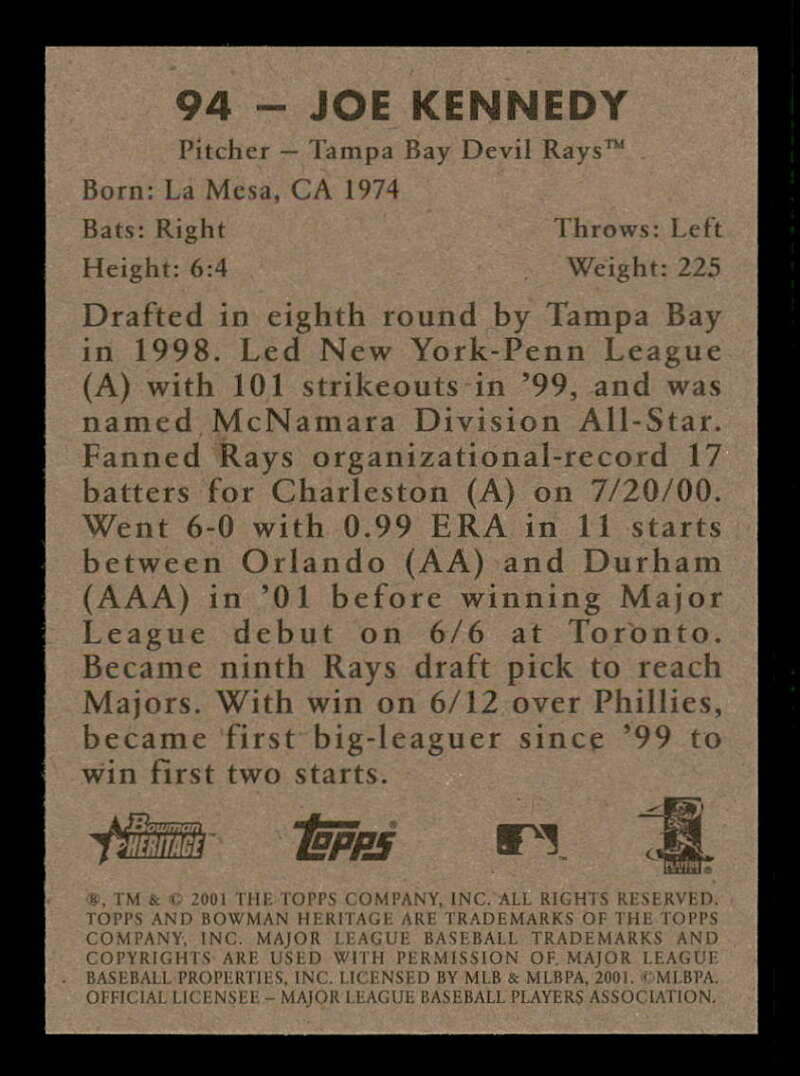 94 – JOE KENNEDY
Pitcher – Tampa Bay Devil Rays™
Born: La Mesa, CA 1974
Bats: Right Throws: Left
Height: 6:4 Weight: 225
Drafted in eighth round by Tampa Bay
in 1998. Led New York-Penn League
(A) with 101 strikeouts in ’99, and was
named McNamara Division All-Star.
Fanned Rays organizational-record 17
batters for Charleston (A) on 7/20/00.
Went 6-0 with 0.99 ERA in 11 starts
between Orlando (AA) and Durham
(AAA) in ’01 before winning Major
League debut on 6/6 at Toronto.
Became ninth Rays draft pick to reach
Majors. With win on 6/12 over Phillies,
became first big-leaguer since ’99 to
win first two starts.
Bowman
HERITAGE
Topps
PLAYERS
®, TM & © 2001 THE TOPPS COMPANY, INC. ALL RIGHTS RESERVED.
TOPPS AND BOWMAN HERITAGE ARE TRADEMARKS OF THE TOPPS
COMPANY, INC. MAJOR LEAGUE BASEBALL TRADEMARKS AND
COPYRIGHTS ARE USED WITH PERMISSION OF MAJOR LEAGUE
BASEBALL PROPERTIES, INC. LICENSED BY MLB & MLBPA, 2001. ©MLBPA.
OFFICIAL LICENSEE – MAJOR LEAGUE BASEBALL PLAYERS ASSOCIATION.